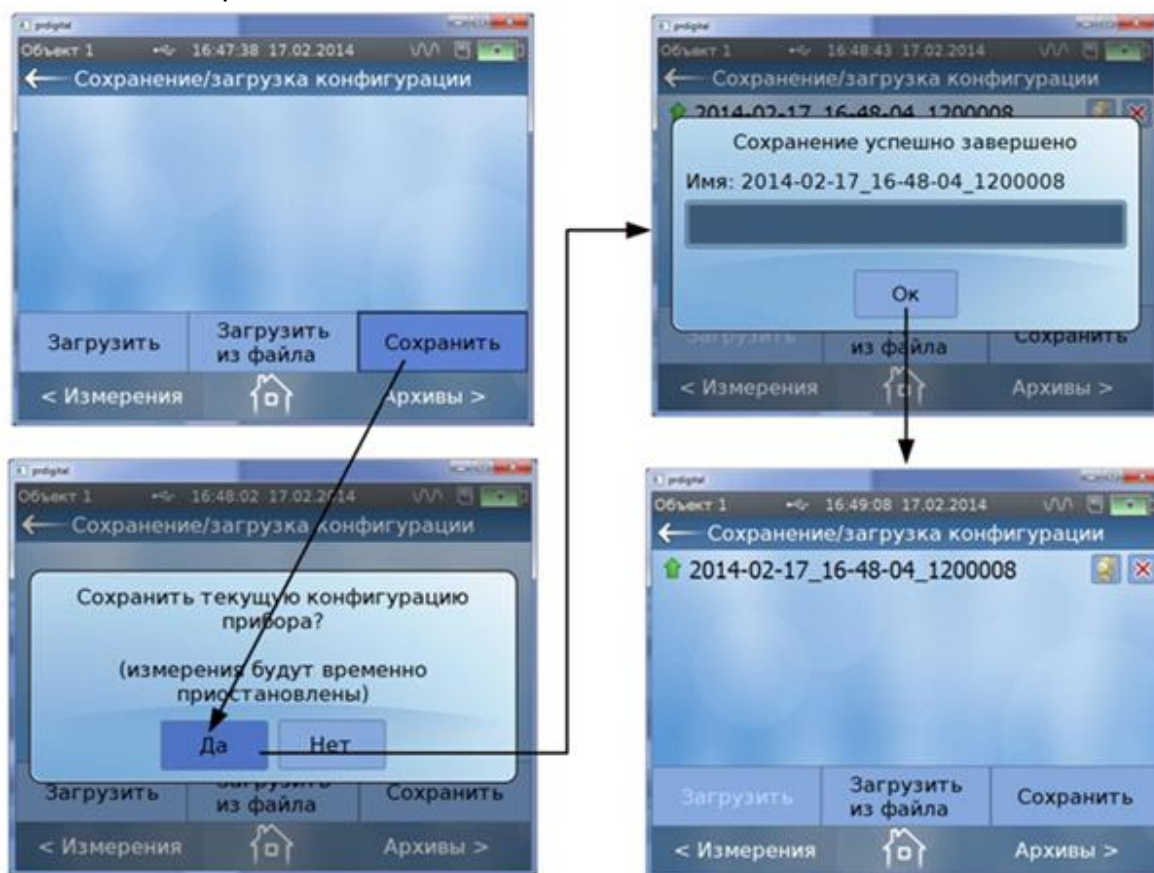 prdigital
Объект 1 16:47:38 17.02.2014
Сохранение/загрузка конфигурации
Загрузить
Загрузить
из файла
Сохранить
< Измерения
Архивы >
prdigital
Объект 1 16:48:02 17.02.2014
Сохранение/загрузка конфигурации
Сохранить текущую конфигурацию
прибора?
(измерения будут временно
приостановлены)
Да
Нет
Загрузить
из файла
Сохранить
< Измерения
Архивы >
prdigital
Объект 1 16:48:43 17.02.2014
Сохранение/загрузка конфигурации
2014-02-17_16-48-04_1200008
Сохранение успешно завершено
Имя: 2014-02-17_16-48-04_1200008
Ок
Загрузить
из файла
Сохранить
< Измерения
Архивы >
prdigital
Объект 1 16:49:08 17.02.2014
Сохранение/загрузка конфигурации
2014-02-17_16-48-04_1200008
Загрузить
Загрузить
из файла
Сохранить
< Измерения
Архивы >